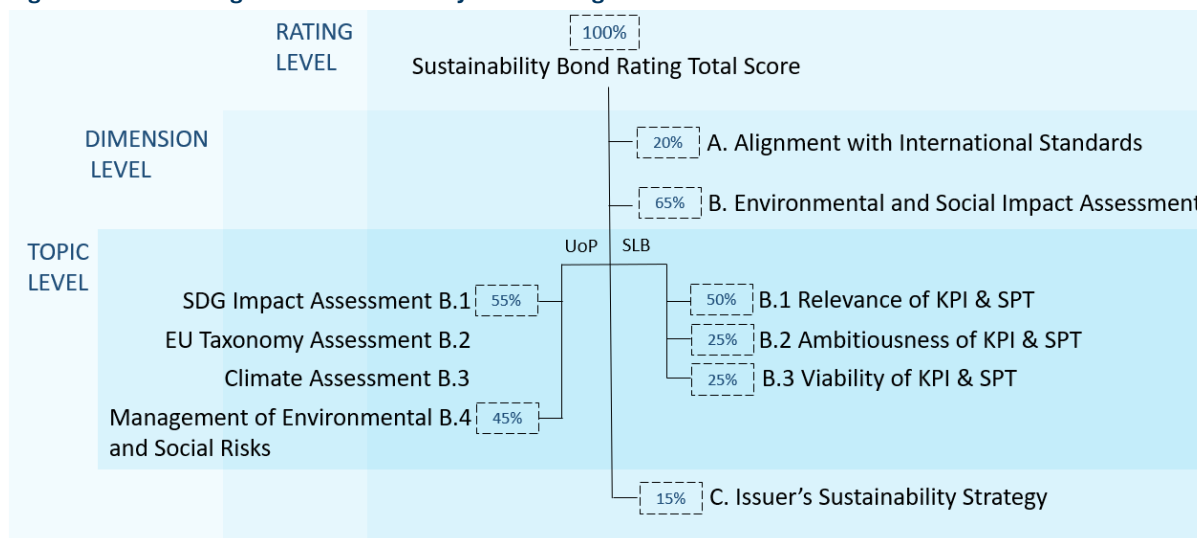 RATING
LEVEL
100%
Sustainability Bond Rating Total Score
DIMENSION
LEVEL
20% A. Alignment with International Standards
65% B. Environmental and Social Impact Assessment
TOPIC
LEVEL
UoP SLB
SDG Impact Assessment B.1 55%
EU Taxonomy Assessment B.2
Climate Assessment B.3
Management of Environmental B.4 45%
and Social Risks
50% B.1 Relevance of KPI & SPT
25% B.2 Ambitiousness of KPI & SPT
25% B.3 Viability of KPI & SPT
15% C. Issuer's Sustainability Strategy